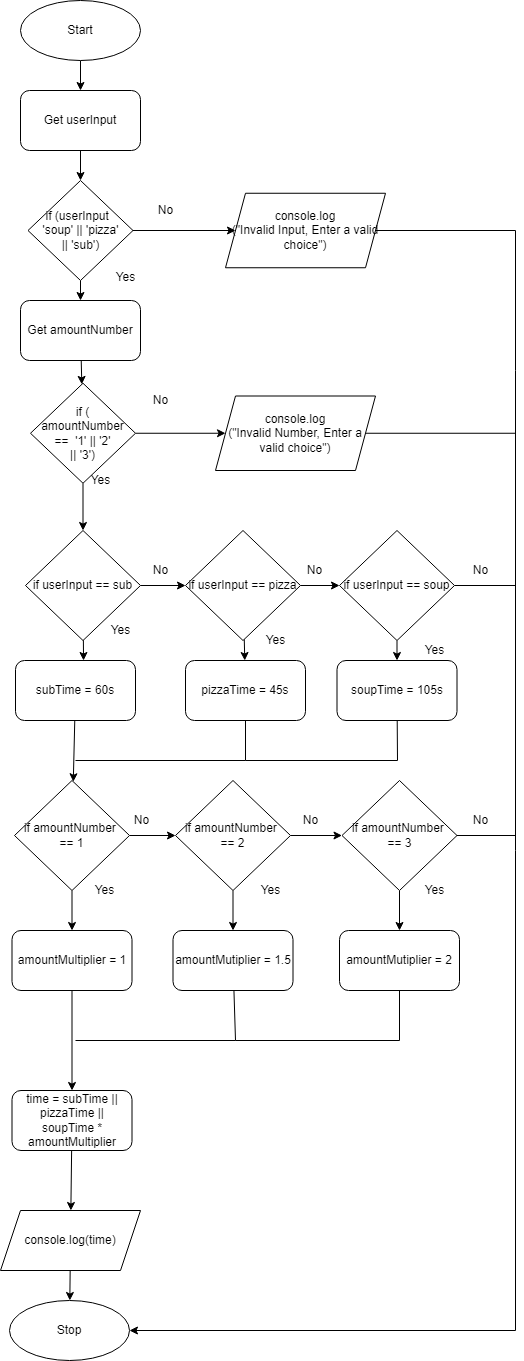 Start
Get userInput
if (userInput
'soup' || 'pizza'
|| 'sub')
No
console.log
("Invalid Input, Enter a valid
choice")
Yes
Get amountNumber
if (
amountNumber
== '1' || '2'
|| '3')
No
console.log
("Invalid Number, Enter a
valid choice")
Yes
if userInput == sub
No
if userInput == pizza
No
if userInput == soup
No
Yes
Yes
Yes
subTime = 60s
pizzaTime = 45s
soupTime = 105s
if amountNumber
== 1
No
if amountNumber
== 2
No
if amountNumber
== 3
No
Yes
Yes
Yes
amountMultiplier = 1
amountMutiplier = 1.5
amountMutiplier = 2
time = subTime ||
pizzaTime ||
soupTime *
amountMultiplier
console.log(time)
Stop